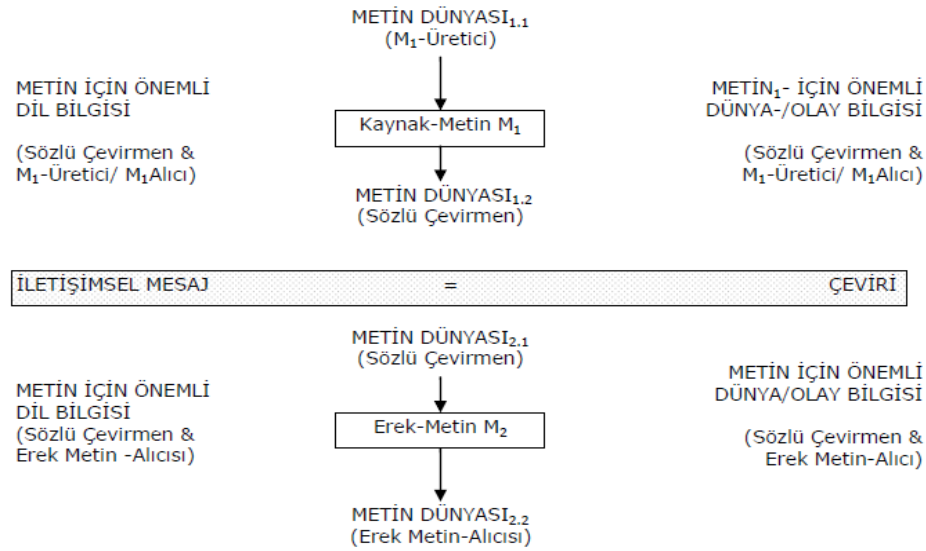 METİN DÜNYASI₁.₁
(M₁-Üretici)
METİN İÇİN ÖNEMLİ
DİL BİLGİSİ
(Sözlü Çevirmen &
M₁-Üretici/ M₁Alıcı)
Kaynak-Metin M₁
METİN₁- İÇİN ÖNEMLİ
DÜNYA-/OLAY BİLGİSİ
(Sözlü Çevirmen &
M₁-Üretici/ M₁Alıcı)
METİN DÜNYASI₁.₂
(Sözlü Çevirmen)
İLETİŞİMSEL MESAJ = ÇEVİRİ
METİN DÜNYASI₂.₁
(Sözlü Çevirmen)
METİN İÇİN ÖNEMLİ
DİL BİLGİSİ
(Sözlü Çevirmen &
Erek Metin -Alıcısı)
Erek-Metin M₂
METİN İÇİN ÖNEMLİ
DÜNYA/OLAY BİLGİSİ
(Sözlü Çevirmen &
Erek Metin-Alıcı)
METİN DÜNYASI₂.₂
(Erek Metin-Alıcısı)